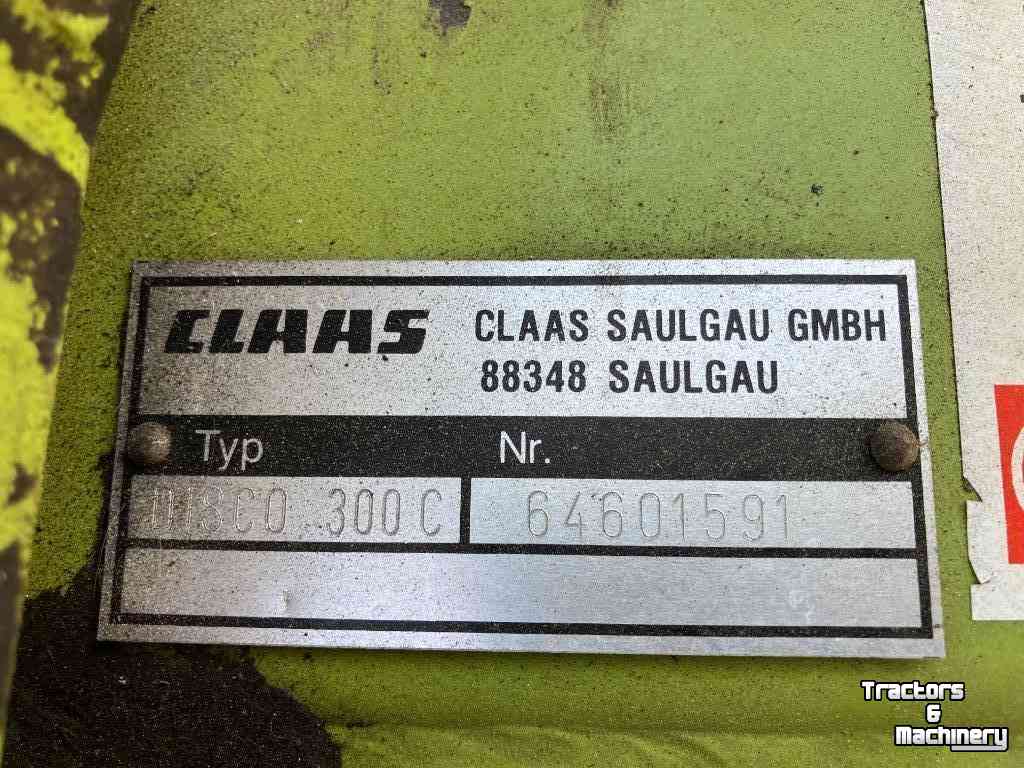 CLAAS
CLAAS SAULGAU GMBH
88348 SAULGAU
Typ Nr.
DISCO 300 C 64601591
Tractors
&
Machinery